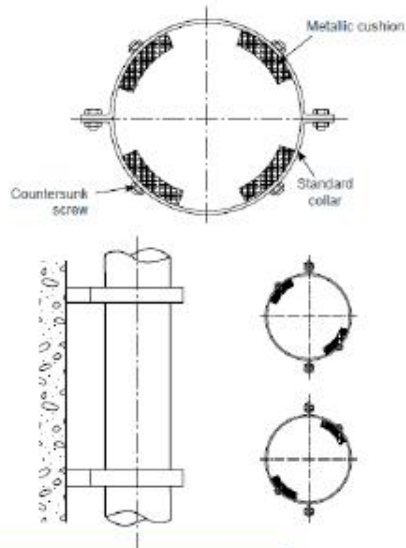 Metallic cushion
Countersunk
screw
Standard
collar